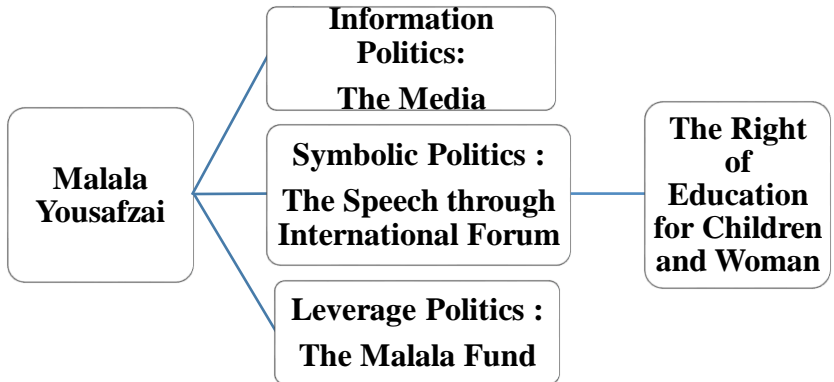 Malala
Yousafzai
Information
Politics:
The Media
Symbolic Politics :
The Speech through
International Forum
Leverage Politics :
The Malala Fund
The Right
of
Education
for Children
and Woman